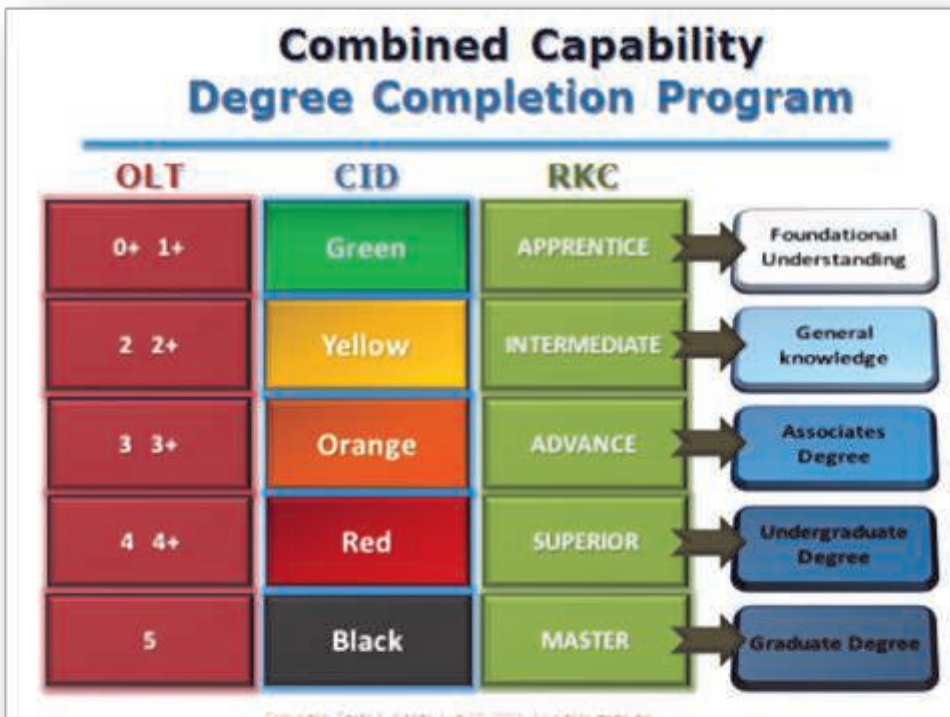 Combined Capability
Degree Completion Program
OLT CID RKC
0+ 1+ Green APPRENTICE Foundational
Understanding
2 2+ Yellow INTERMEDIATE General
knowledge
3 3+ Orange ADVANCE Associates
Degree
4 4+ Red SUPERIOR Undergraduate
Degree
5 Black MASTER Graduate Degree